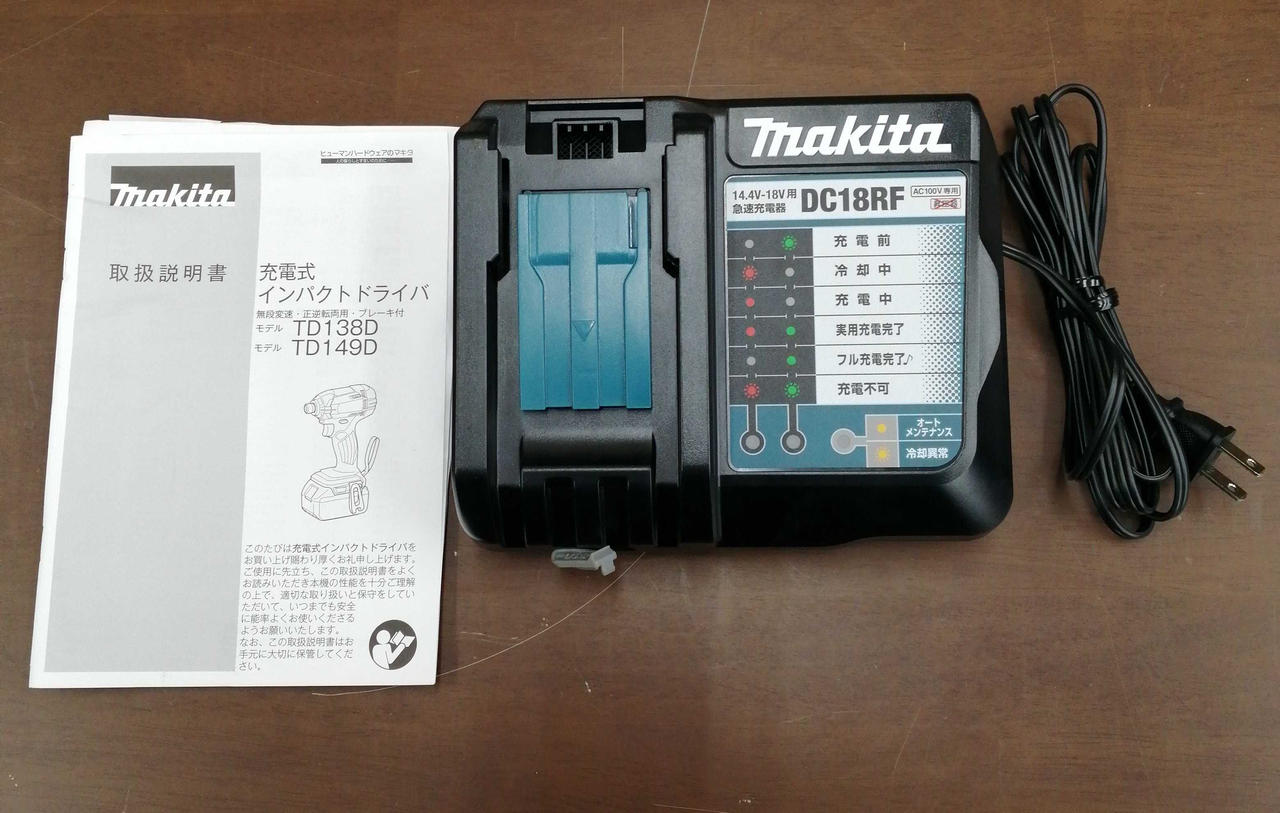 ヒューマンハードウェアのマキタ
makita
取扱説明書
充電式
インパクトドライバ
無段変速・正逆転両用・ブレーキ付
モデル TD138D
モデル TD149D
このたびは充電式インパクトドライバを
お買い上げ賜わり厚くお礼申し上げます。
ご使用に先立ち、この取扱説明書をよく
お読みいただき本機の性能を十分ご理解
の上で、適切な取り扱いと保守をしてい
ただいて、いつまでも安全
に能率よくお使いくださる
ようお願いいたします。
なお、この取扱説明書はお
手元に大切に保管してくだ
さい。
makita
14.4V-18V用
急速充電器
DC18RF
AC100V専用
充電前
冷却中
充電中
実用充電完了
フル充電完了♪
充電不可
オート
メンテナンス
冷却異常